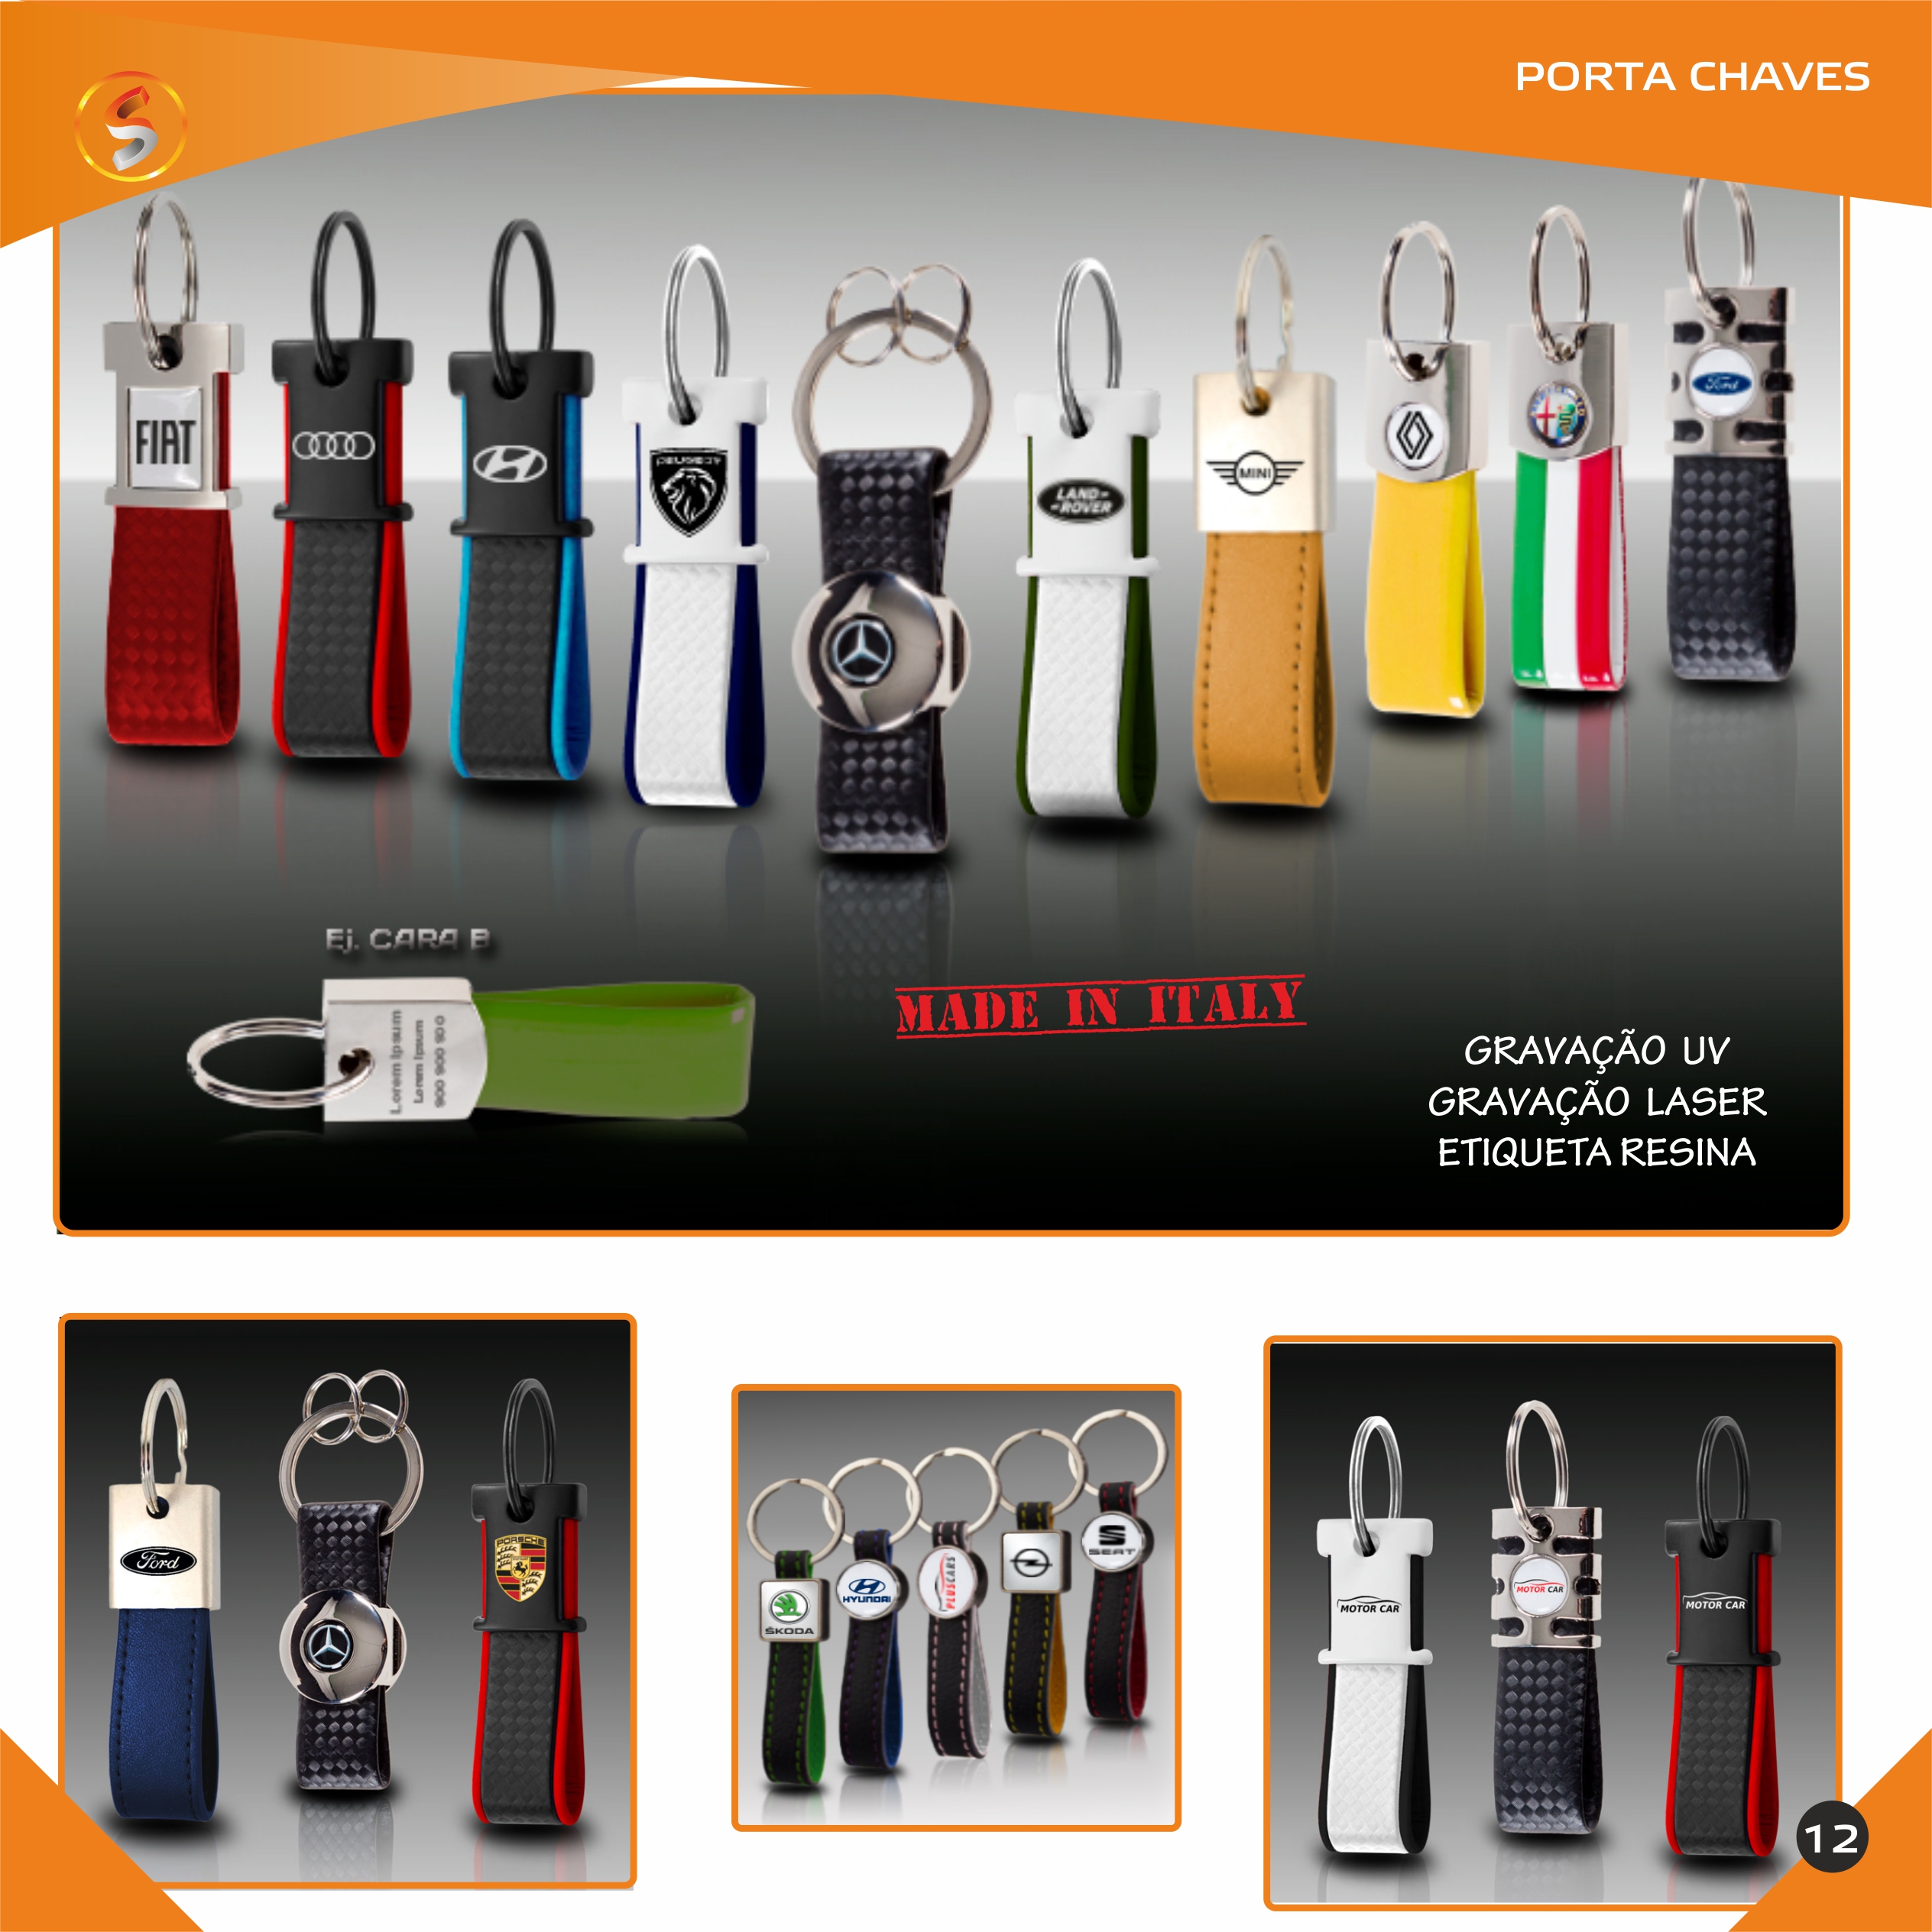 PORTA CHAVES
FIAT
PEUGEOT
LAND-
-ROVER
MINI
Ford
Ej. CARA B
Lorem Ipsum
Lorem Ipsum
900 900 900
MADE IN ITALY
GRAVAÇÃO UV
GRAVAÇÃO LASER
ETIQUETA RESINA
Ford
PORSCHE
ŠKODA
HYUNDAI
PLUSCARS
SEAT
MOTOR CAR
MOTOR CAR
MOTOR CAR
12